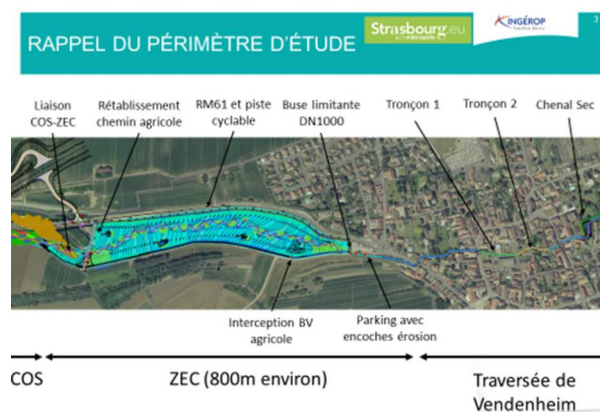 RAPPEL DU PÉRIMÈTRE D'ÉTUDE
Strasbourg.eu
eurométropole
INGÉROP
3
Liaison
COS-ZEC
Rétablissement
chemin agricole
RM61 et piste
cyclable
Buse limitante
DN1000
Tronçon 1
Tronçon 2
Chenal Sec
Interception BV
agricole
Parking avec
encoches érosion
COS
ZEC (800m environ)
Traversée de
Vendenheim